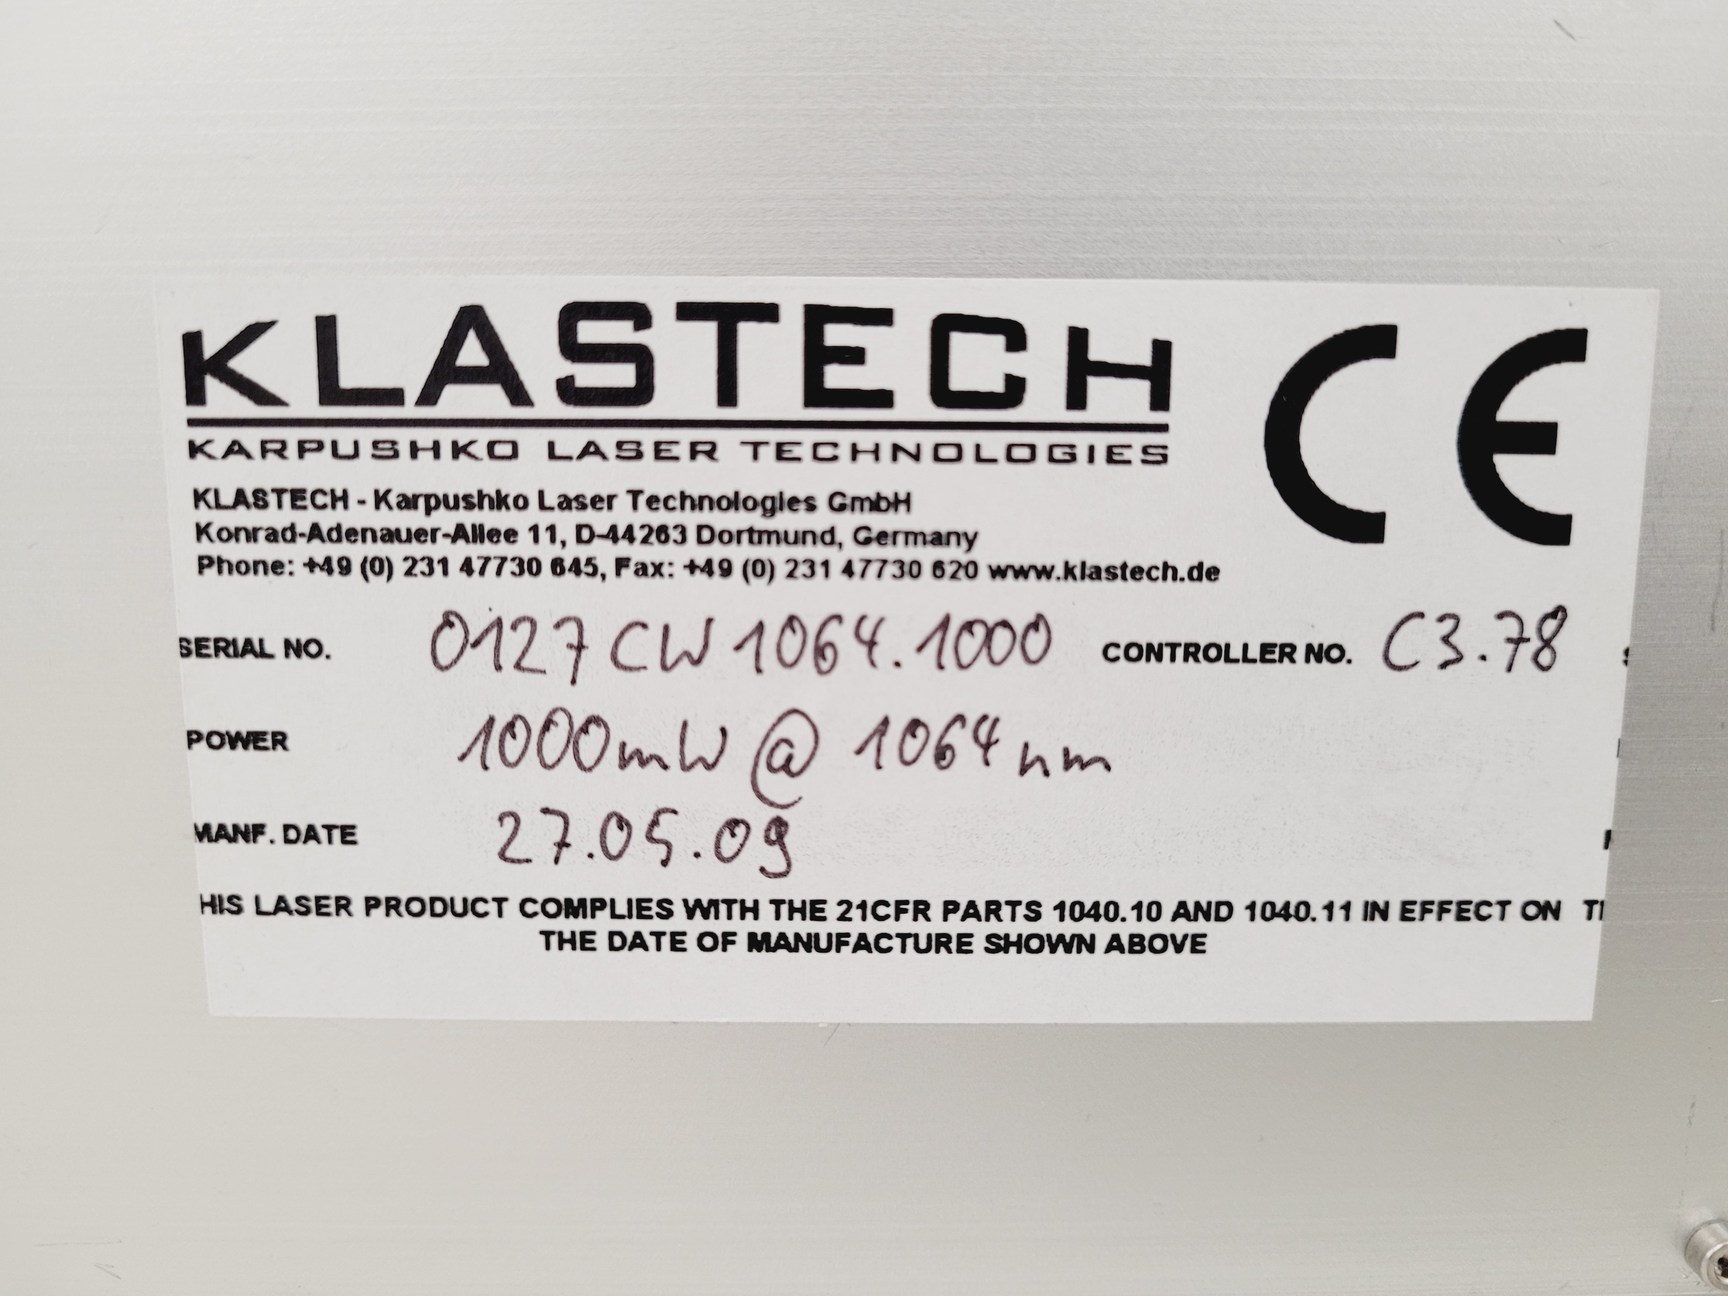 KLASTECH CE
KARPUSHKO LASER TECHNOLOGIES
KLASTECH - Karpushko Laser Technologies GmbH
Konrad-Adenauer-Allee 11, D-44263 Dortmund, Germany
Phone: +49 (0) 231 47730 645, Fax: +49 (0) 231 47730 620 www.klastech.de
SERIAL NO. 0127CW1064.1000 CONTROLLER NO. C3.78
POWER 1000mW @ 1064nm
MANF. DATE 27.05.09
HIS LASER PRODUCT COMPLIES WITH THE 21CFR PARTS 1040.10 AND 1040.11 IN EFFECT ON
THE DATE OF MANUFACTURE SHOWN ABOVE